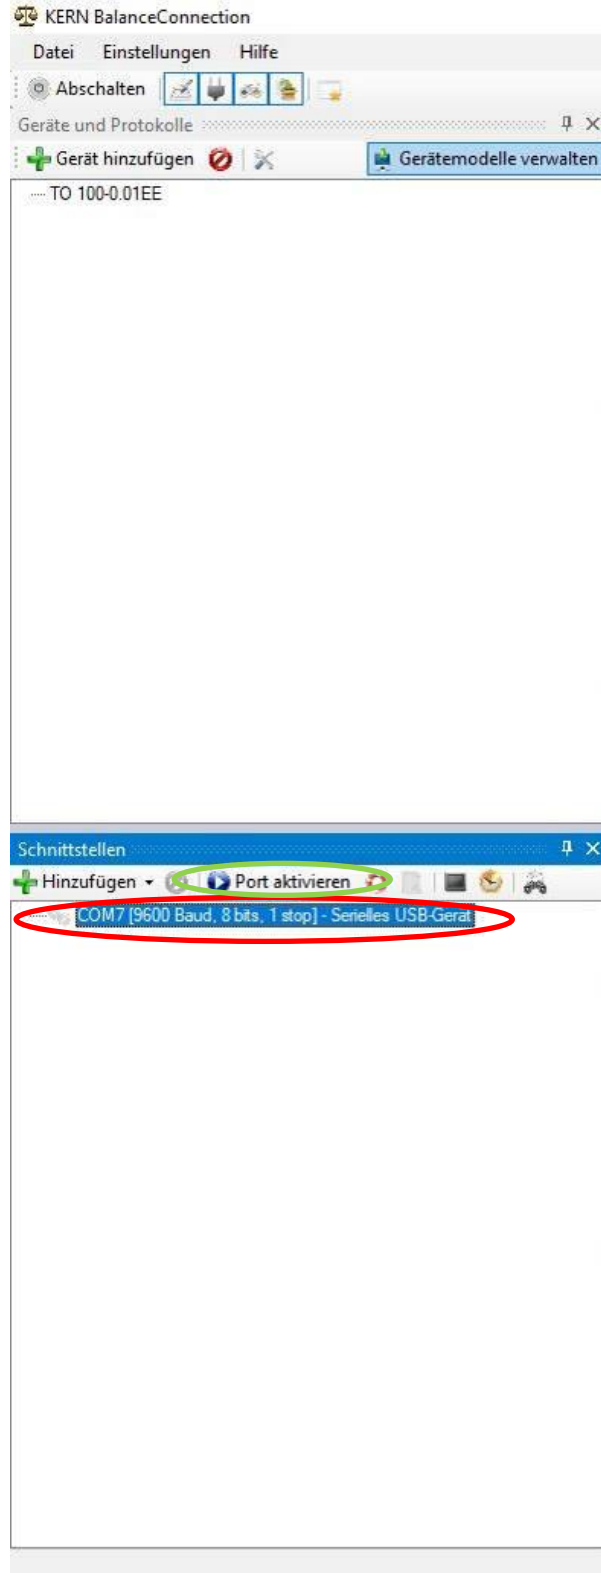 KERN BalanceConnection
Datei Einstellungen Hilfe
Abschalten
Geräte und Protokolle
Gerät hinzufügen Gerätemodelle verwalten
TO 100-0.01EE
Schnittstellen
Hinzufügen Port aktivieren
COM7 [9600 Baud, 8 bits, 1 stop] - Serielles USB-Gerät